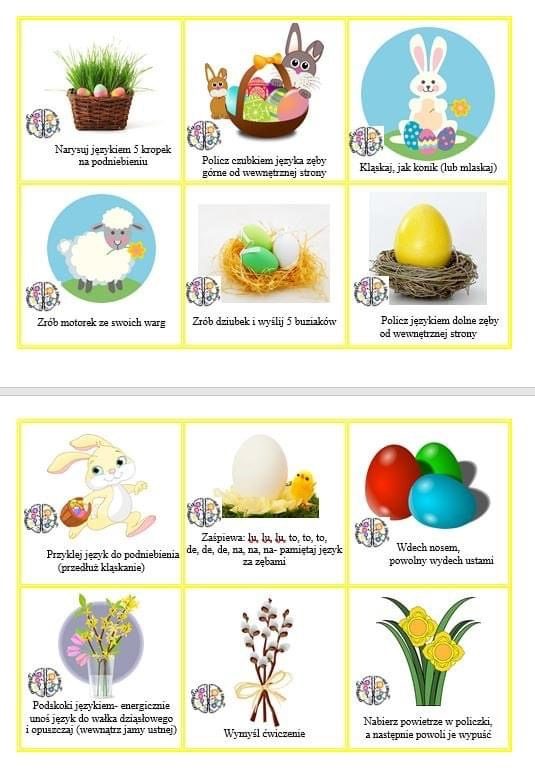 Narysuj językiem 5 kropek
na podniebieniu
Policz czubkiem języka zęby
górne od wewnętrznej strony
Kląskaj, jak konik (lub mlaskaj)
Zrób motorek ze swoich warg
Zrób dziubek i wyślij 5 buziaków
Policz językiem dolne zęby
od wewnętrznej strony
Przyklej język do podniebienia
(przedłuż kląskanie)
Zaśpiewa: lu, lu, lu, to, to, to,
de, de, de, na, na, na- pamiętaj język
za zębami
Wdech nosem,
powolny wydech ustami
Podskoki językiem- energicznie
unoś język do wałka dziąsłowego
i opuszczaj (wewnątrz jamy ustnej)
Wymyśl ćwiczenie
Nabierz powietrze w policzki,
a następnie powoli je wypuść